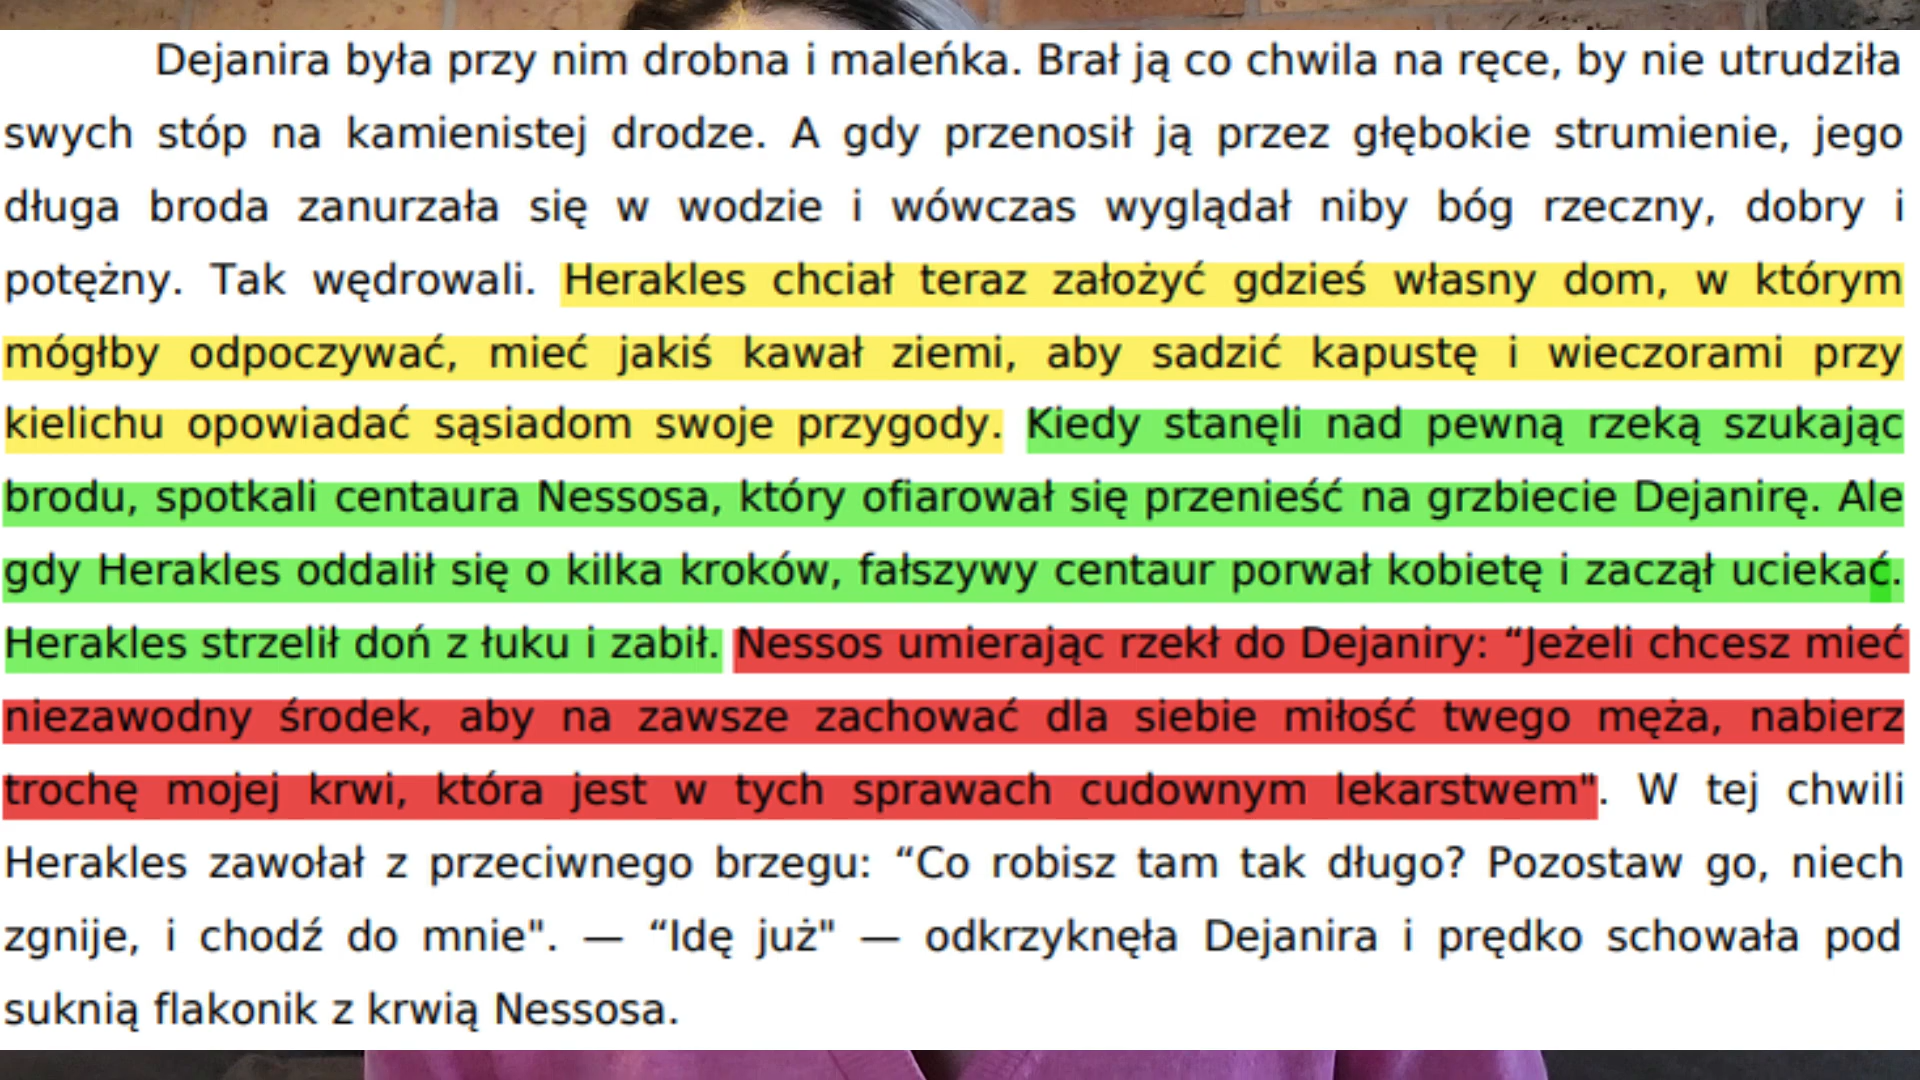 Dejanira była przy nim drobna i maleńka. Brał ją co chwila na ręce, by nie utrudziła
swych stóp na kamienistej drodze. A gdy przenosił ją przez głębokie strumienie, jego
długa broda zanurzała się w wodzie i wówczas wyglądał niby bóg rzeczny, dobry i
potężny. Tak wędrowali. Herakles chciał teraz założyć gdzieś własny dom, w którym
mógłby odpoczywać, mieć jakiś kawał ziemi, aby sadzić kapustę i wieczorami przy
kielichu opowiadać sąsiadom swoje przygody. Kiedy stanęli nad pewną rzeką szukając
brodu, spotkali centaura Nessosa, który ofiarował się przenieść na grzbiecie Dejanirę. Ale
gdy Herakles oddalił się o kilka kroków, fałszywy centaur porwał kobietę i zaczął uciekać.
Herakles strzelił doń z łuku i zabił. Nessos umierając rzekł do Dejaniry: “Jeżeli chcesz mieć
niezawodny środek, aby na zawsze zachować dla siebie miłość twego męża, nabierz
trochę mojej krwi, która jest w tych sprawach cudownym lekarstwem". W tej chwili
Herakles zawołał z przeciwnego brzegu: “Co robisz tam tak długo? Pozostaw go, niech
zgnije, i chodź do mnie". — “Idę już" — odkrzyknęła Dejanira i prędko schowała pod
suknią flakonik z krwią Nessosa.